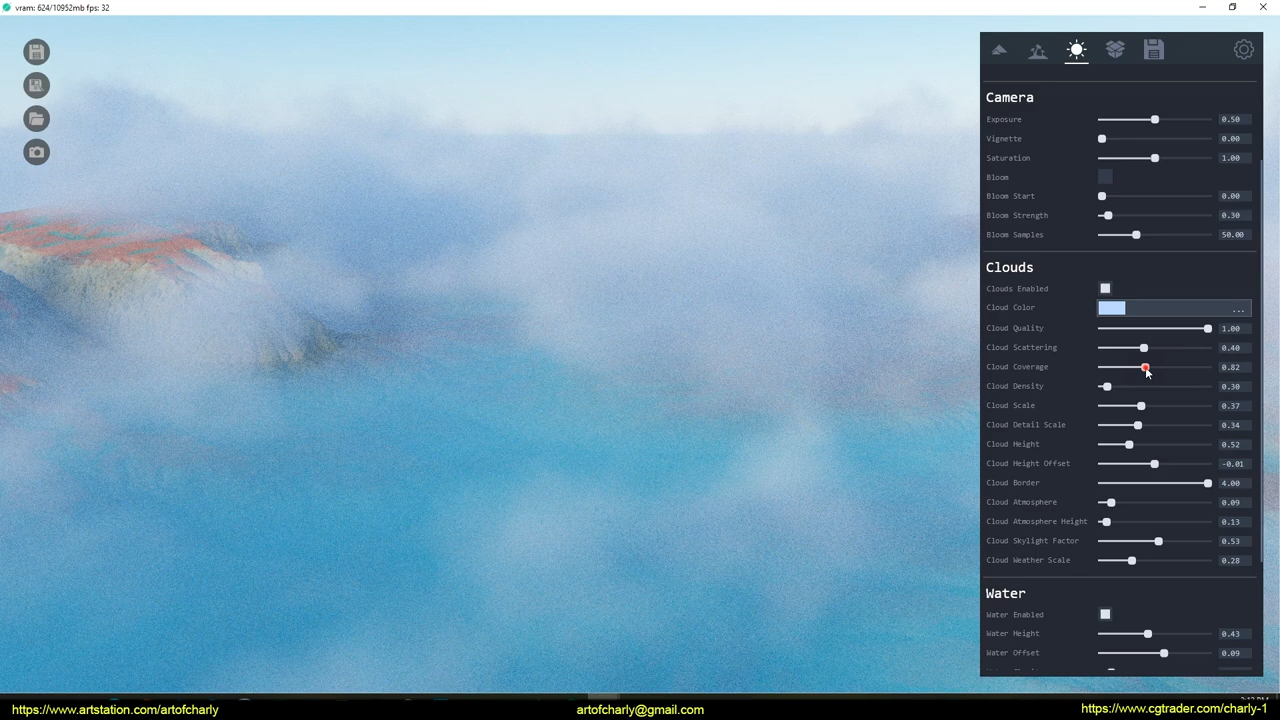 vram: 624/10952mb fps: 32
Camera
Exposure 0.50
Vignette 0.00
Saturation 1.00
Bloom
Bloom Start 0.00
Bloom Strength 0.30
Bloom Samples 50.00
Clouds
Clouds Enabled
Cloud Color ...
Cloud Quality 1.00
Cloud Scattering 0.40
Cloud Coverage 0.82
Cloud Density 0.30
Cloud Scale 0.37
Cloud Detail Scale 0.34
Cloud Height 0.52
Cloud Height Offset -0.01
Cloud Border 4.00
Cloud Atmosphere 0.09
Cloud Atmosphere Height 0.13
Cloud Skylight Factor 0.53
Cloud Weather Scale 0.28
Water
Water Enabled
Water Height 0.43
Water Offset 0.09
https://www.artstation.com/artofcharly artofcharly@gmail.com https://www.cgtrader.com/charly-1